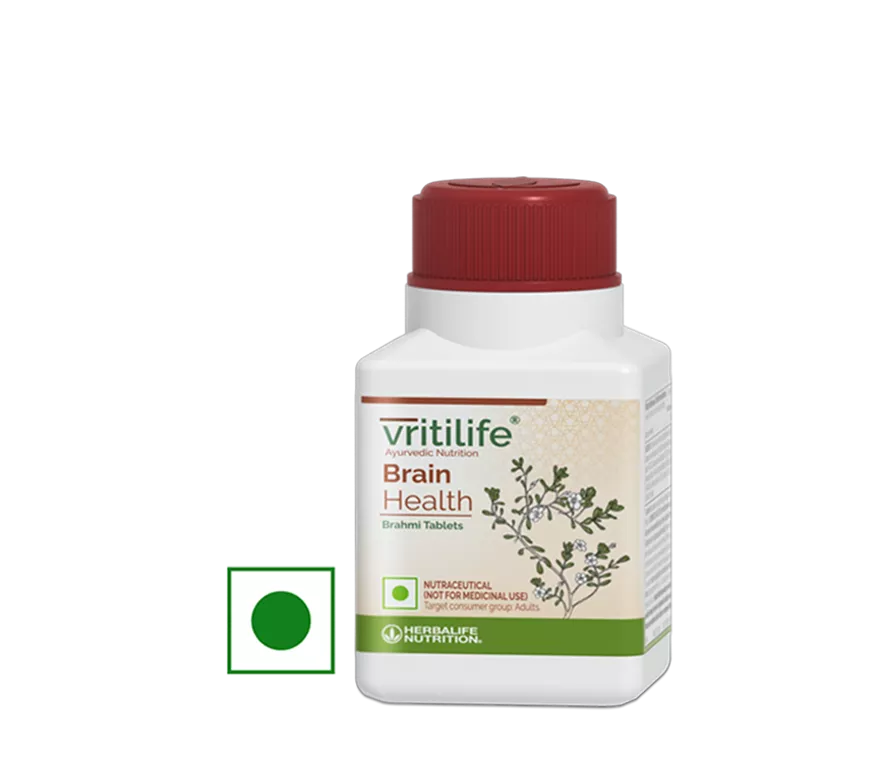 vritilife®
Ayurvedic Nutrition
Brain
Health
Brahmi Tablets
NUTRACEUTICAL
(NOT FOR MEDICINAL USE)
Target consumer group: Adults
HERBALIFE
NUTRITION®